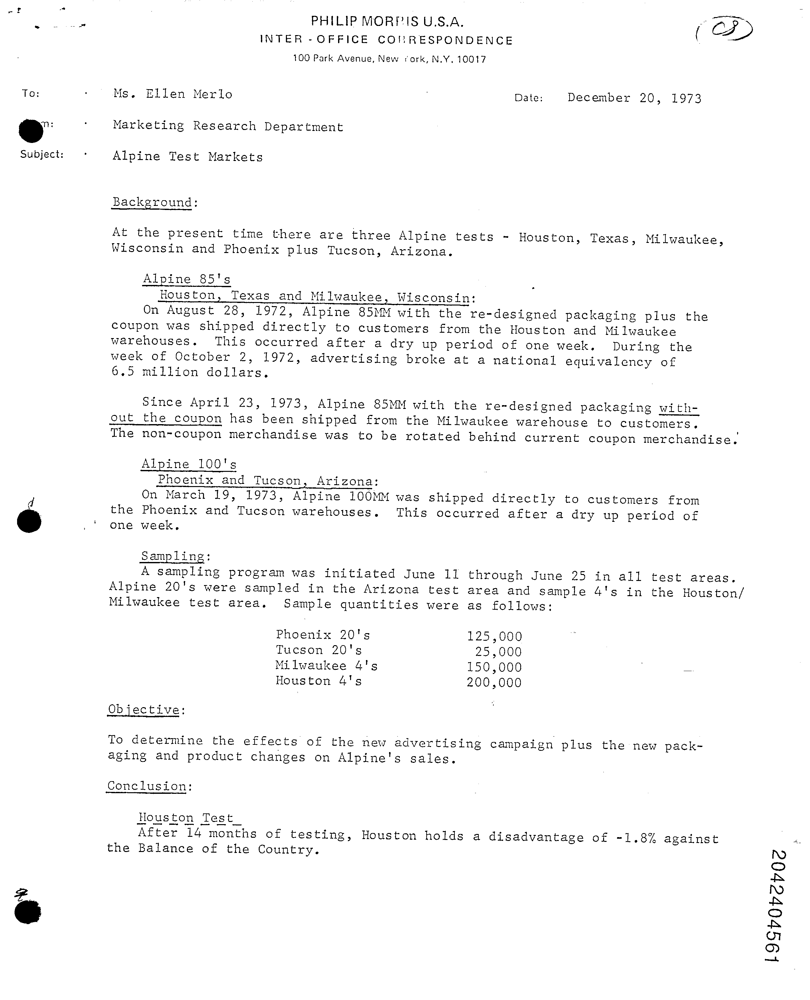 PHILIP MORRIS U.S.A.
INTER - OFFICE CORRESPONDENCE
100 Park Avenue, New York, N.Y. 10017
To: Ms. Ellen Merlo
Date: December 20, 1973
Marketing Research Department
Subject: Alpine Test Markets
Background:
At the present time there are three Alpine tests - Houston, Texas, Milwaukee,
Wisconsin and Phoenix plus Tucson, Arizona.
Alpine 85's
Houston, Texas and Milwaukee, Wisconsin:
On August 28, 1972, Alpine 85MM with the re-designed packaging plus the
coupon was shipped directly to customers from the Houston and Milwaukee
warehouses. This occurred after a dry up period of one week. During the
week of October 2, 1972, advertising broke at a national equivalency of
6.5 million dollars.
Since April 23, 1973, Alpine 85MM with the re-designed packaging with-
out the coupon has been shipped from the Milwaukee warehouse to customers.
The non-coupon merchandise was to be rotated behind current coupon merchandise.
Alpine 100's
Phoenix and Tucson, Arizona:
On March 19, 1973, Alpine 100MM was shipped directly to customers from
the Phoenix and Tucson warehouses. This occurred after a dry up period of
one week.
Sampling:
A sampling program was initiated June 11 through June 25 in all test areas.
Alpine 20's were sampled in the Arizona test area and sample 4's in the Houston/
Milwaukee test area. Sample quantities were as follows:
Phoenix 20's 125,000
Tucson 20's 25,000
Milwaukee 4's 150,000
Houston 4's 200,000
Objective:
To determine the effects of the new advertising campaign plus the new pack-
aging and product changes on Alpine's sales.
Conclusion:
Houston Test
After 14 months of testing, Houston holds a disadvantage of -1.8% against
the Balance of the Country.
2042404561